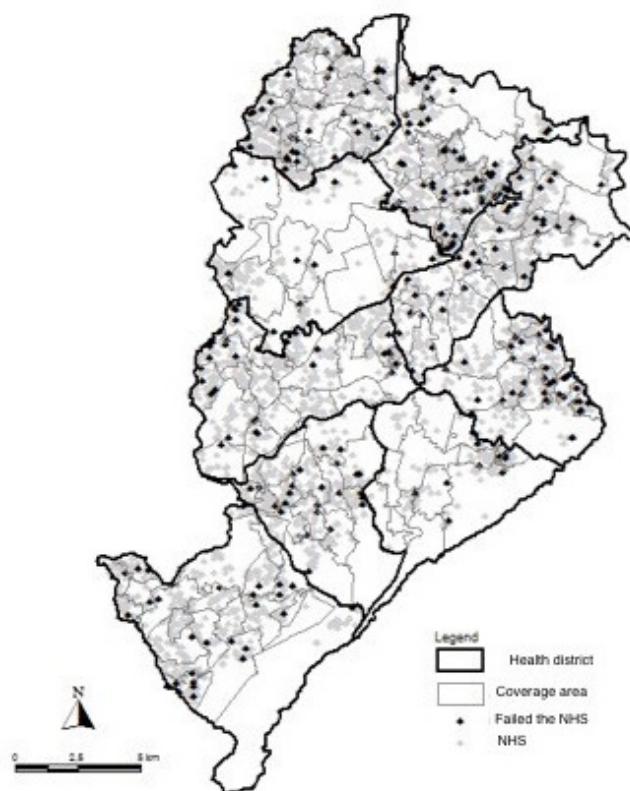 Legend
Health district
Coverage area
Failed the NHS
NHS
N
0 2.5 5 km